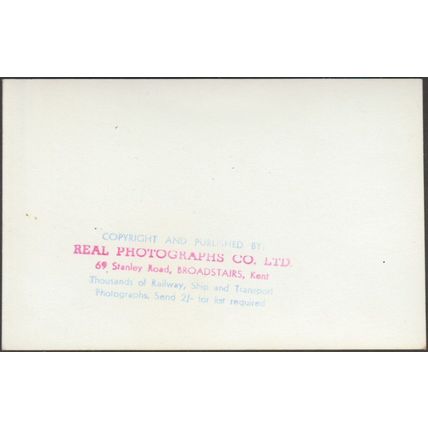 COPYRIGHT AND PUBLISHED BY:
REAL PHOTOGRAPHS CO. LTD.
69, Stanley Road, BROADSTAIRS, Kent
Thousands of Railway, Ship and Transport
Photographs. Send 2/- for list required